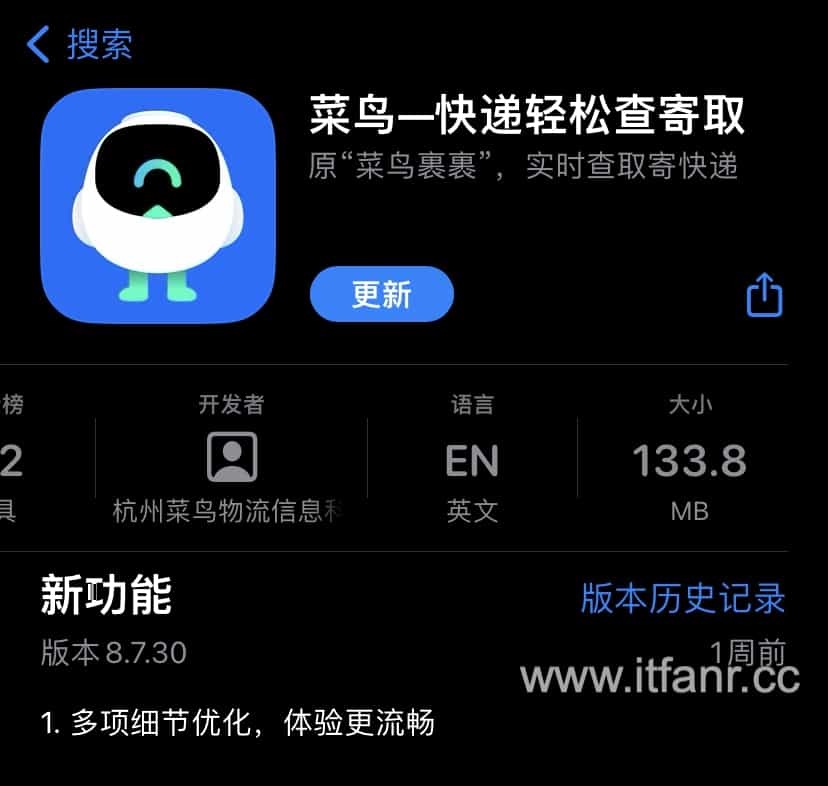 搜索
菜鸟—快递轻松查寄取
原“菜鸟裹裹”，实时查取寄快递
更新
榜 开发者 语言 大小
2 EN 133.8
具 杭州菜鸟物流信息科 英文 MB
新功能 版本历史记录
版本 8.7.30 1周前
www.itfanr.cc
1. 多项细节优化，体验更流畅